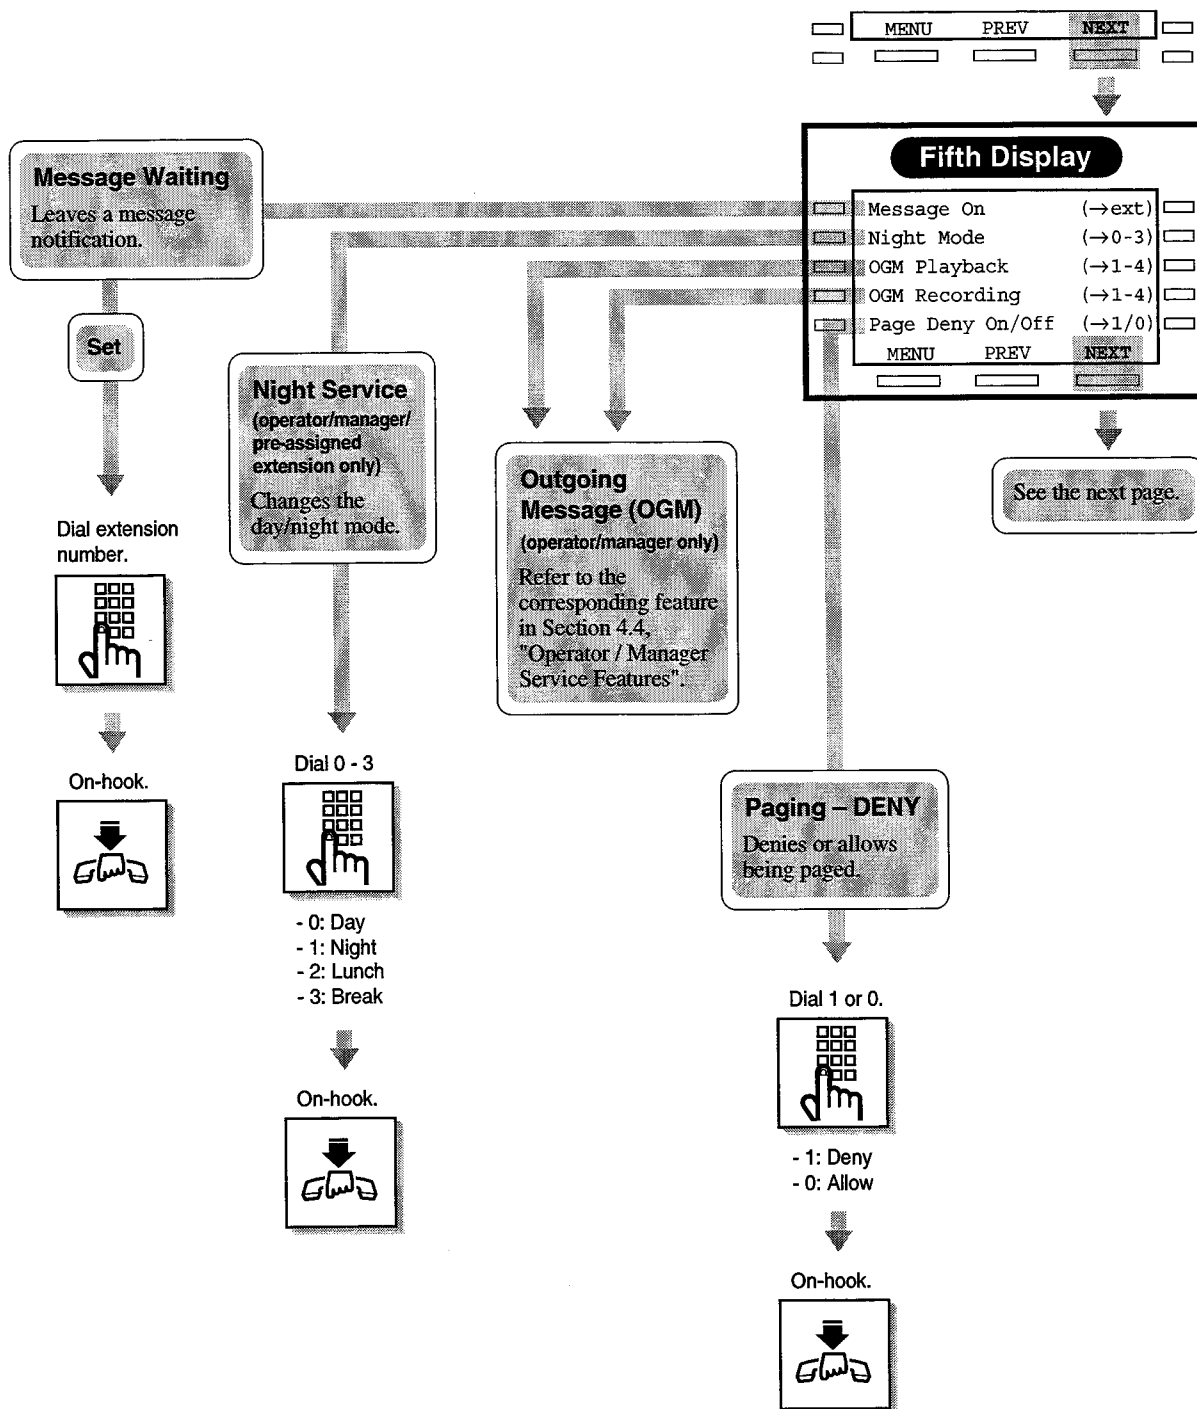 MENU PREV NEXT
Fifth Display
Message On (→ext)
Night Mode (→0-3)
OGM Playback (→1-4)
OGM Recording (→1-4)
Page Deny On/Off (→1/0)
MENU PREV NEXT
See the next page.
Message Waiting
Leaves a message
notification.
Set
Dial extension
number.
On-hook.
Night Service
(operator/manager/
pre-assigned
extension only)
Changes the
day/night mode.
Dial 0 - 3
- 0: Day
- 1: Night
- 2: Lunch
- 3: Break
On-hook.
Outgoing
Message (OGM)
(operator/manager only)
Refer to the
corresponding feature
in Section 4.4,
"Operator / Manager
Service Features".
Paging – DENY
Denies or allows
being paged.
Dial 1 or 0.
- 1: Deny
- 0: Allow
On-hook.